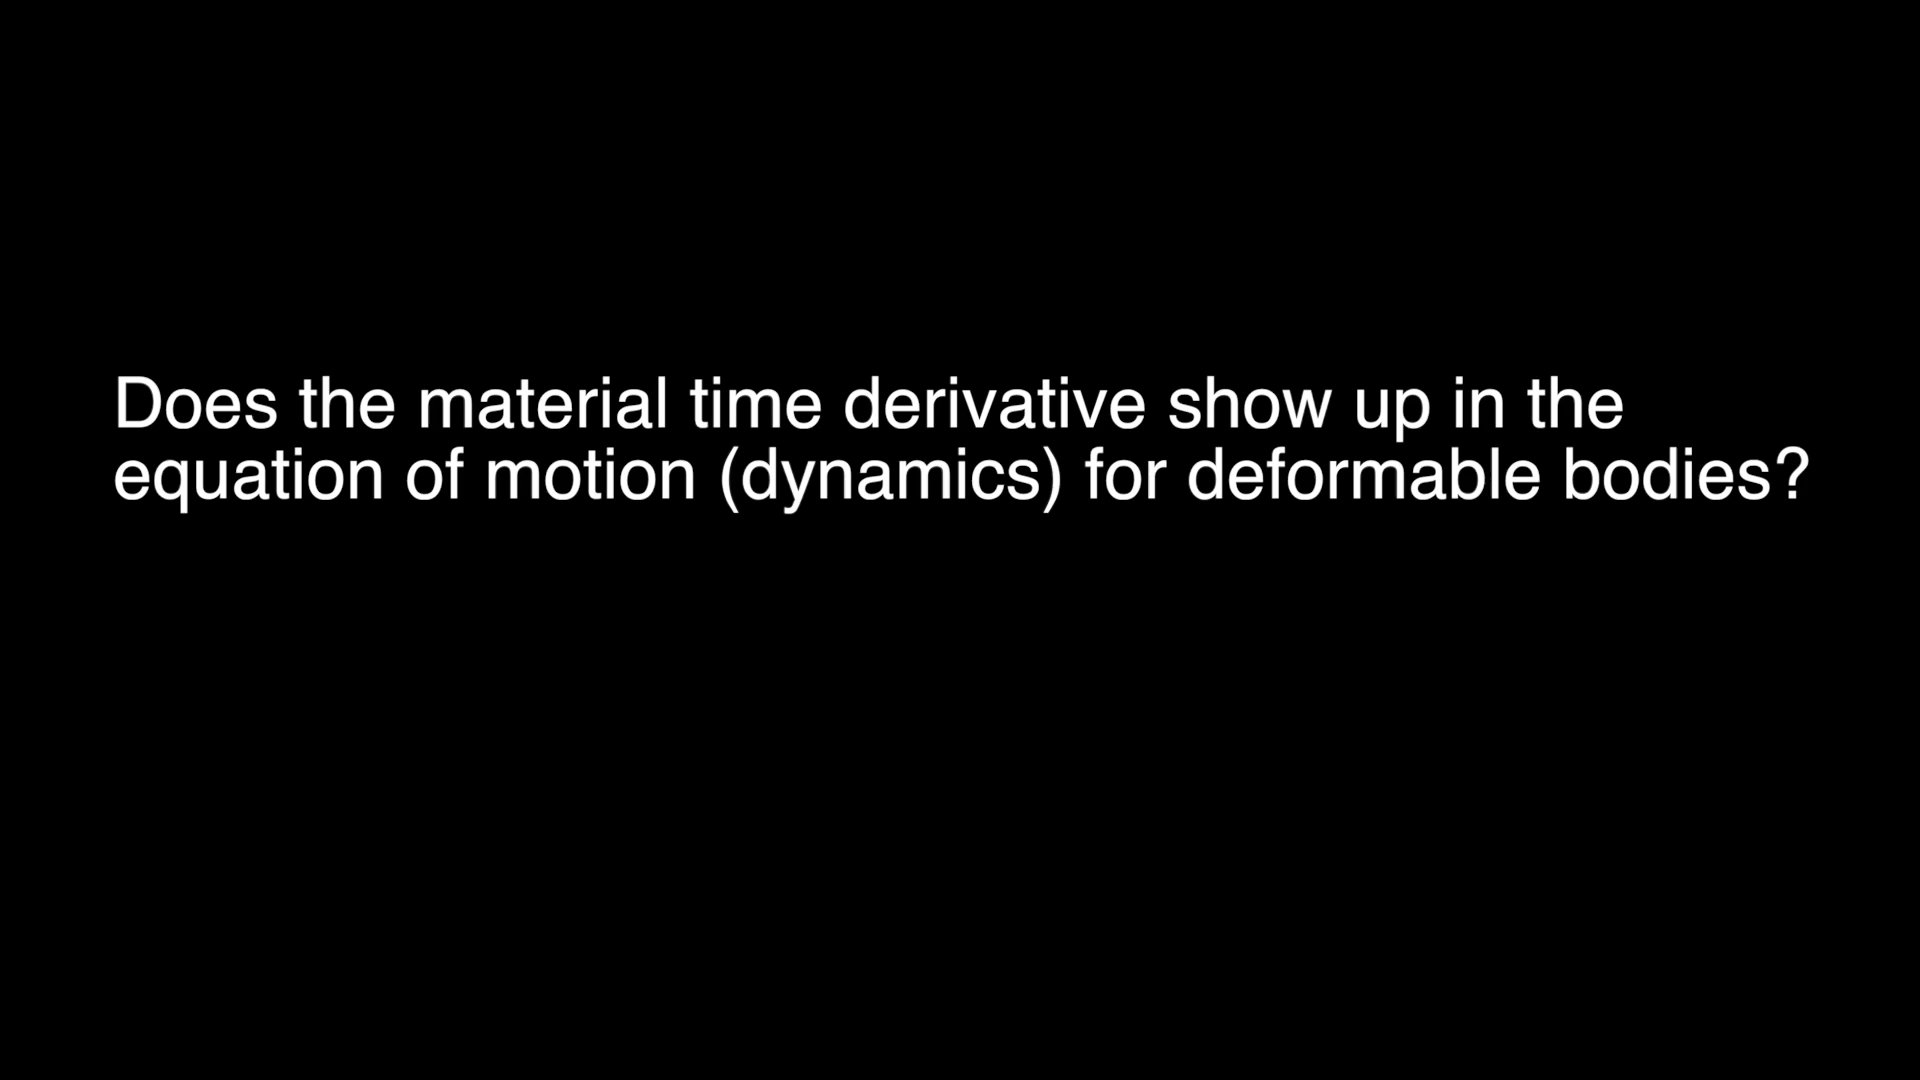 Does the material time derivative show up in the
equation of motion (dynamics) for deformable bodies?